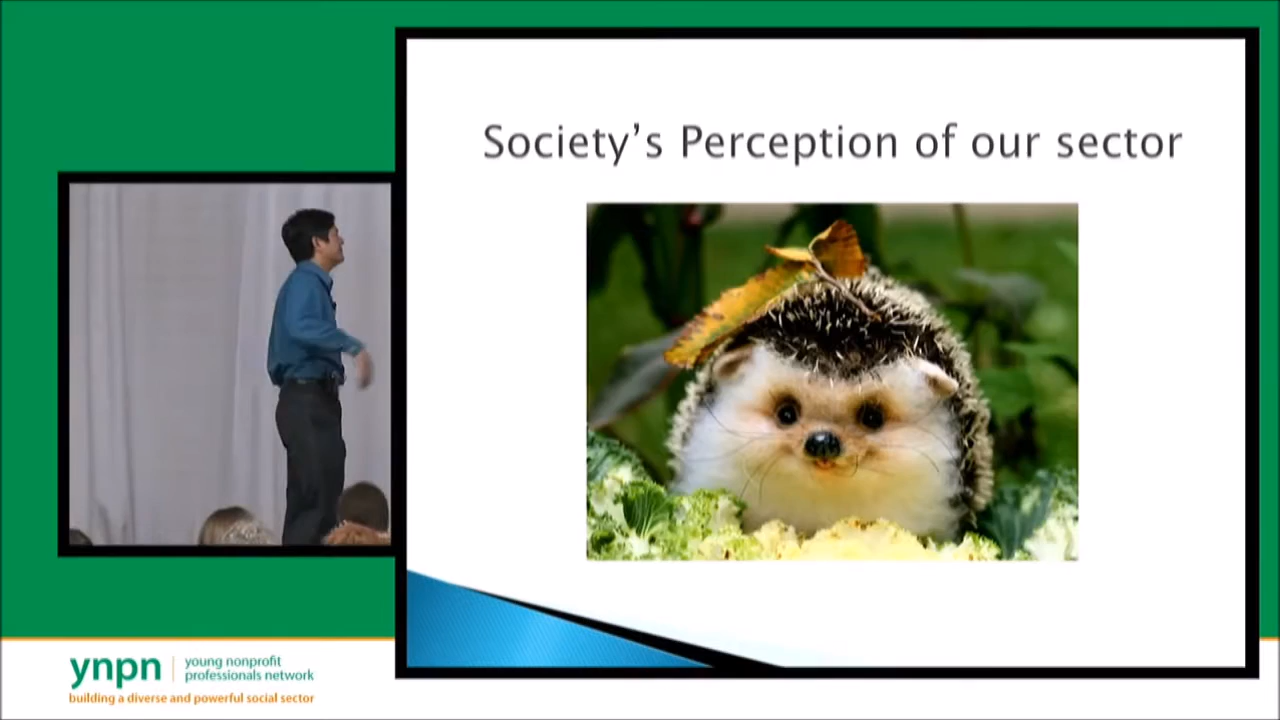 Society's Perception of our sector
ynpn
young nonprofit
professionals network
building a diverse and powerful social sector